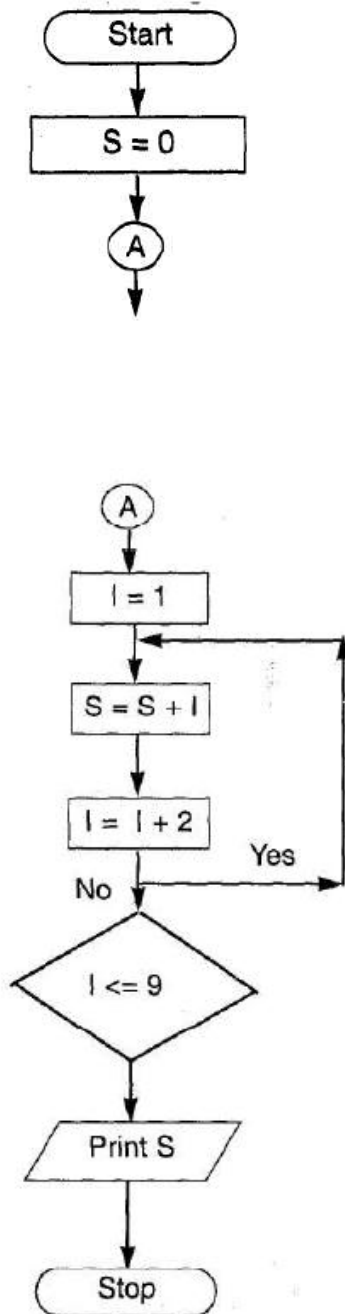 Start
S = 0
A
A
I = 1
S = S + I
I = I + 2
Yes
No
I <= 9
Print S
Stop